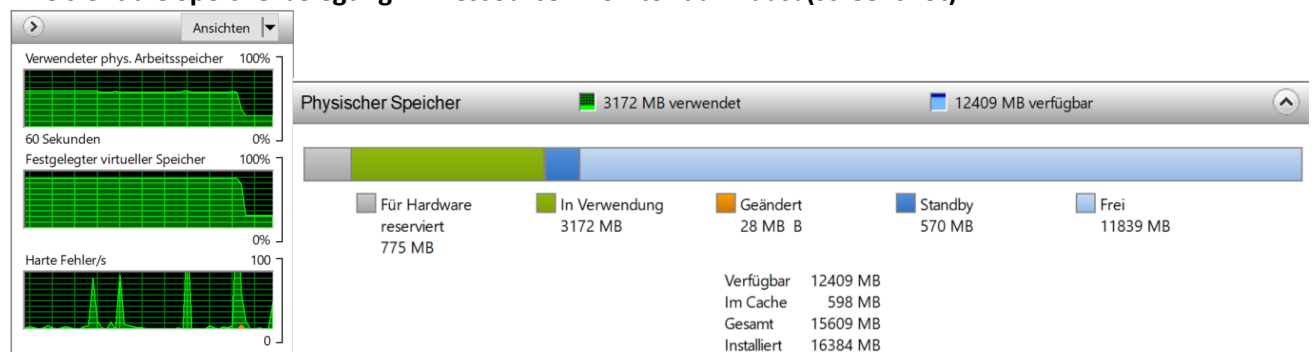 Ansichten
Verwendeter phys. Arbeitsspeicher 100%
60 Sekunden 0%
Festgelegter virtueller Speicher 100%
0%
Harte Fehler/s 100
0
Physischer Speicher 3172 MB verwendet 12409 MB verfügbar
Für Hardware reserviert 775 MB
In Verwendung 3172 MB
Geändert 28 MB B
Standby 570 MB
Frei 11839 MB
Verfügbar 12409 MB
Im Cache 598 MB
Gesamt 15609 MB
Installiert 16384 MB